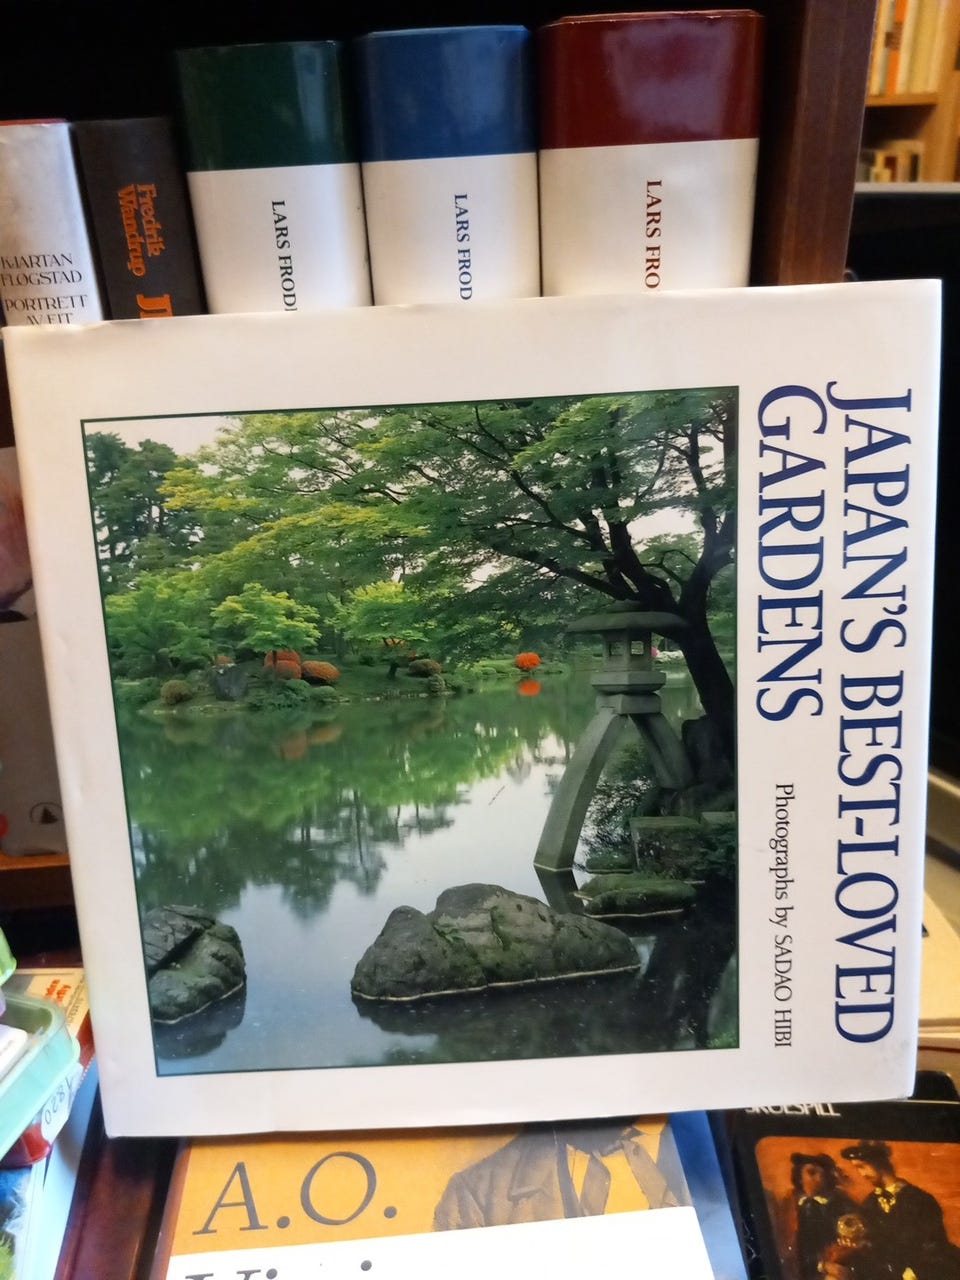 KJARTAN
FLØGSTAD
PORTRETT
AV EIT
Fredrik
Wandrup
LARS FROD
LARS FROD
LARS FRO
JAPAN'S BEST-LOVED
GARDENS
Photographs by SADAO HIBI
A.O.